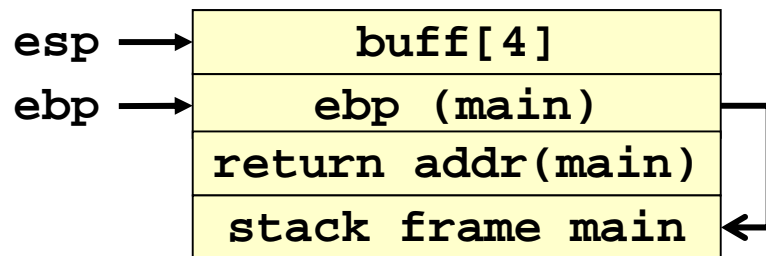 esp buff[4]
ebp ebp (main)
return addr(main)
stack frame main